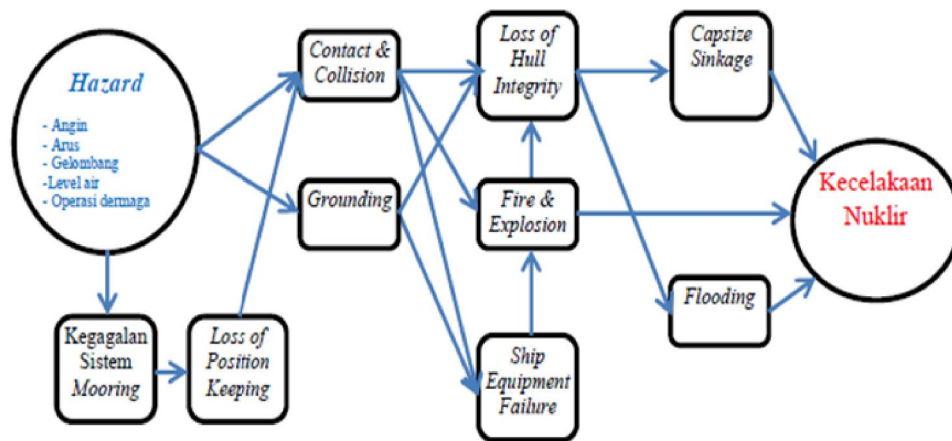 Hazard
- Angin
- Arus
- Gelombang
-Level air
- Operasi dermaga
Kegagalan
Sistem
Mooring
Loss of
Position
Keeping
Contact &
Collision
Grounding
Loss of
Hull
Integrity
Fire &
Explosion
Ship
Equipment
Failure
Capsize
Sinkage
Flooding
Kecelakaan
Nuklir